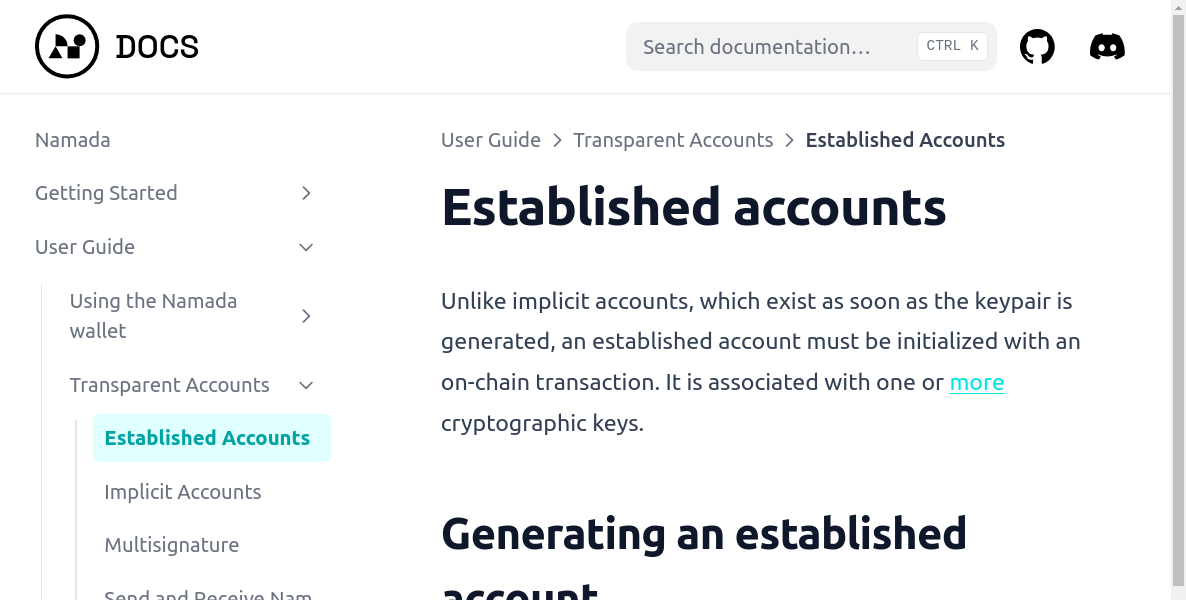 DOCS
Search documentation…
CTRL K
Namada
Getting Started
User Guide
Using the Namada
wallet
Transparent Accounts
Established Accounts
Implicit Accounts
Multisignature
Send and Receive Nam
User Guide > Transparent Accounts > Established Accounts
Established accounts
Unlike implicit accounts, which exist as soon as the keypair is
generated, an established account must be initialized with an
on-chain transaction. It is associated with one or more
cryptographic keys.
Generating an established
account